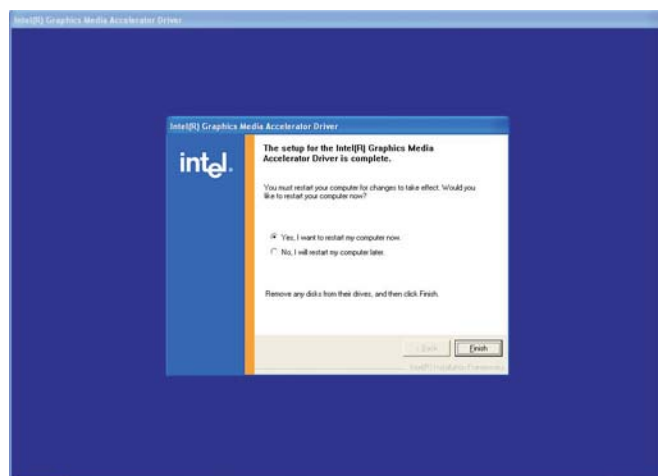 Intel(R) Graphics Media Accelerator Driver
Intel(R) Graphics Media Accelerator Driver
intel.
The setup for the Intel(R) Graphics Media
Accelerator Driver is complete.
You must restart your computer for changes to take effect. Would you
like to restart your computer now?
Yes, I want to restart my computer now.
No, I will restart my computer later.
Remove any disks from their drives, and then click Finish.
< Back
Finish
Intel(R) Installation Framework